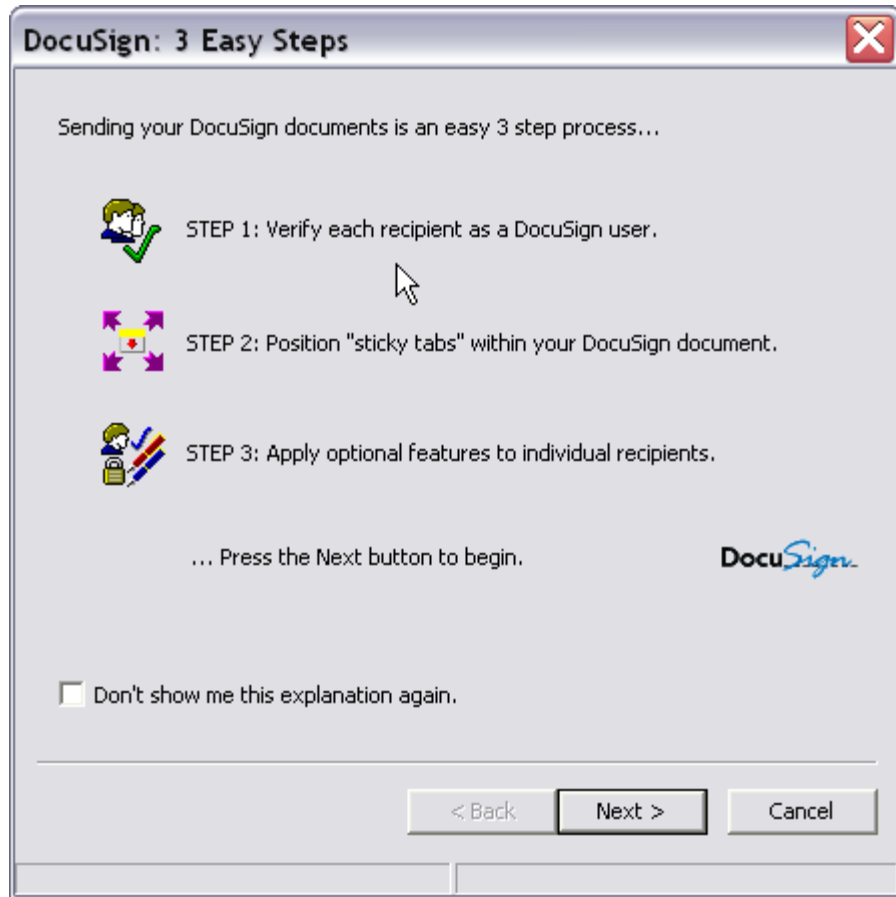 DocuSign: 3 Easy Steps
Sending your DocuSign documents is an easy 3 step process...
STEP 1: Verify each recipient as a DocuSign user.
STEP 2: Position "sticky tabs" within your DocuSign document.
STEP 3: Apply optional features to individual recipients.
... Press the Next button to begin.
DocuSign
Don't show me this explanation again.
< Back Next > Cancel